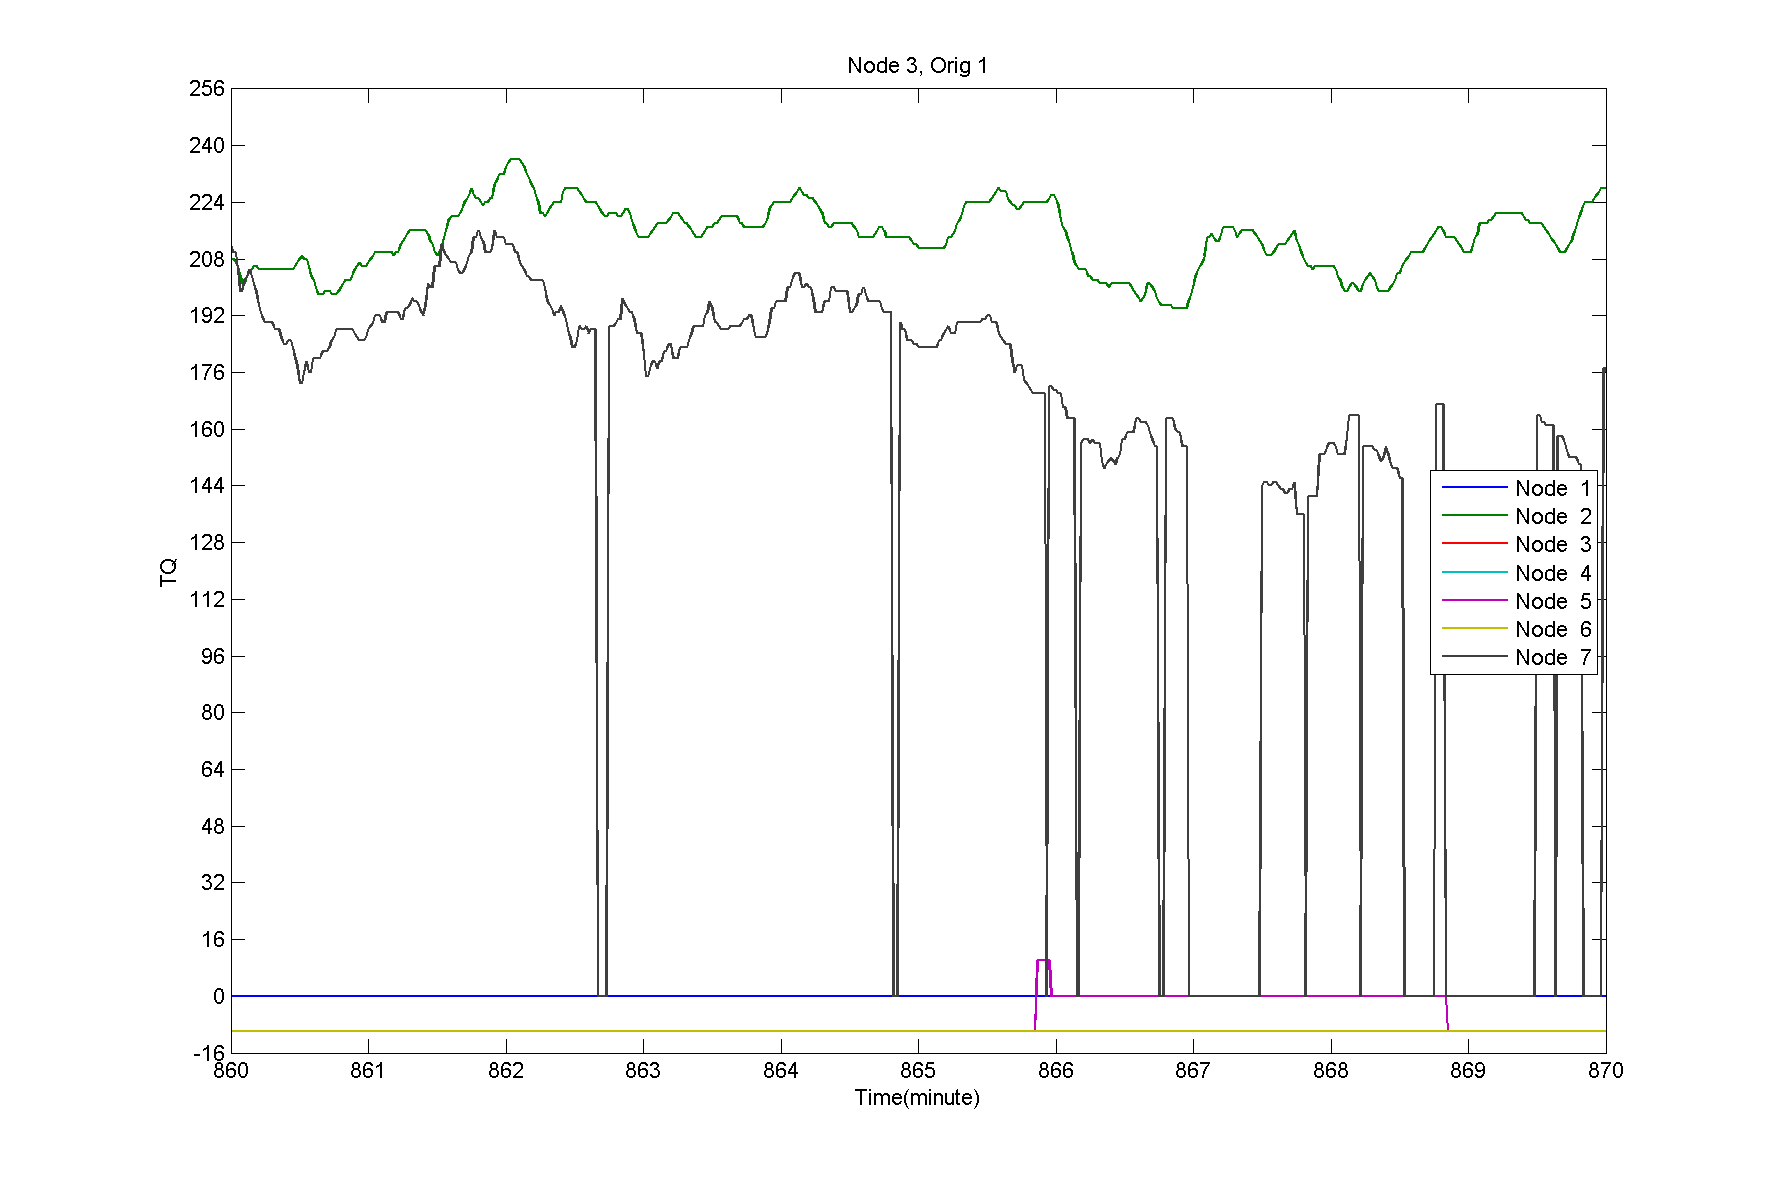 Node 3, Orig 1
256
240
224
208
192
176
160
144
128
112
96
80
64
48
32
16
0
-16
TQ
Node 1
Node 2
Node 3
Node 4
Node 5
Node 6
Node 7
860 861 862 863 864 865 866 867 868 869 870
Time(minute)